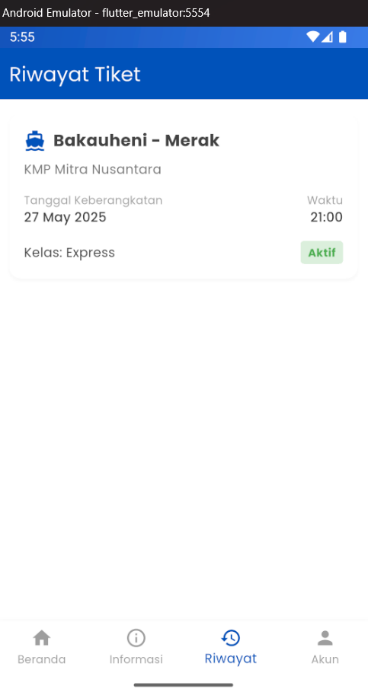 Android Emulator - flutter_emulator:5554
5:55
Riwayat Tiket
Bakauheni - Merak
KMP Mitra Nusantara
Tanggal Keberangkatan Waktu
27 May 2025 21:00
Kelas: Express Aktif
Beranda Informasi Riwayat Akun